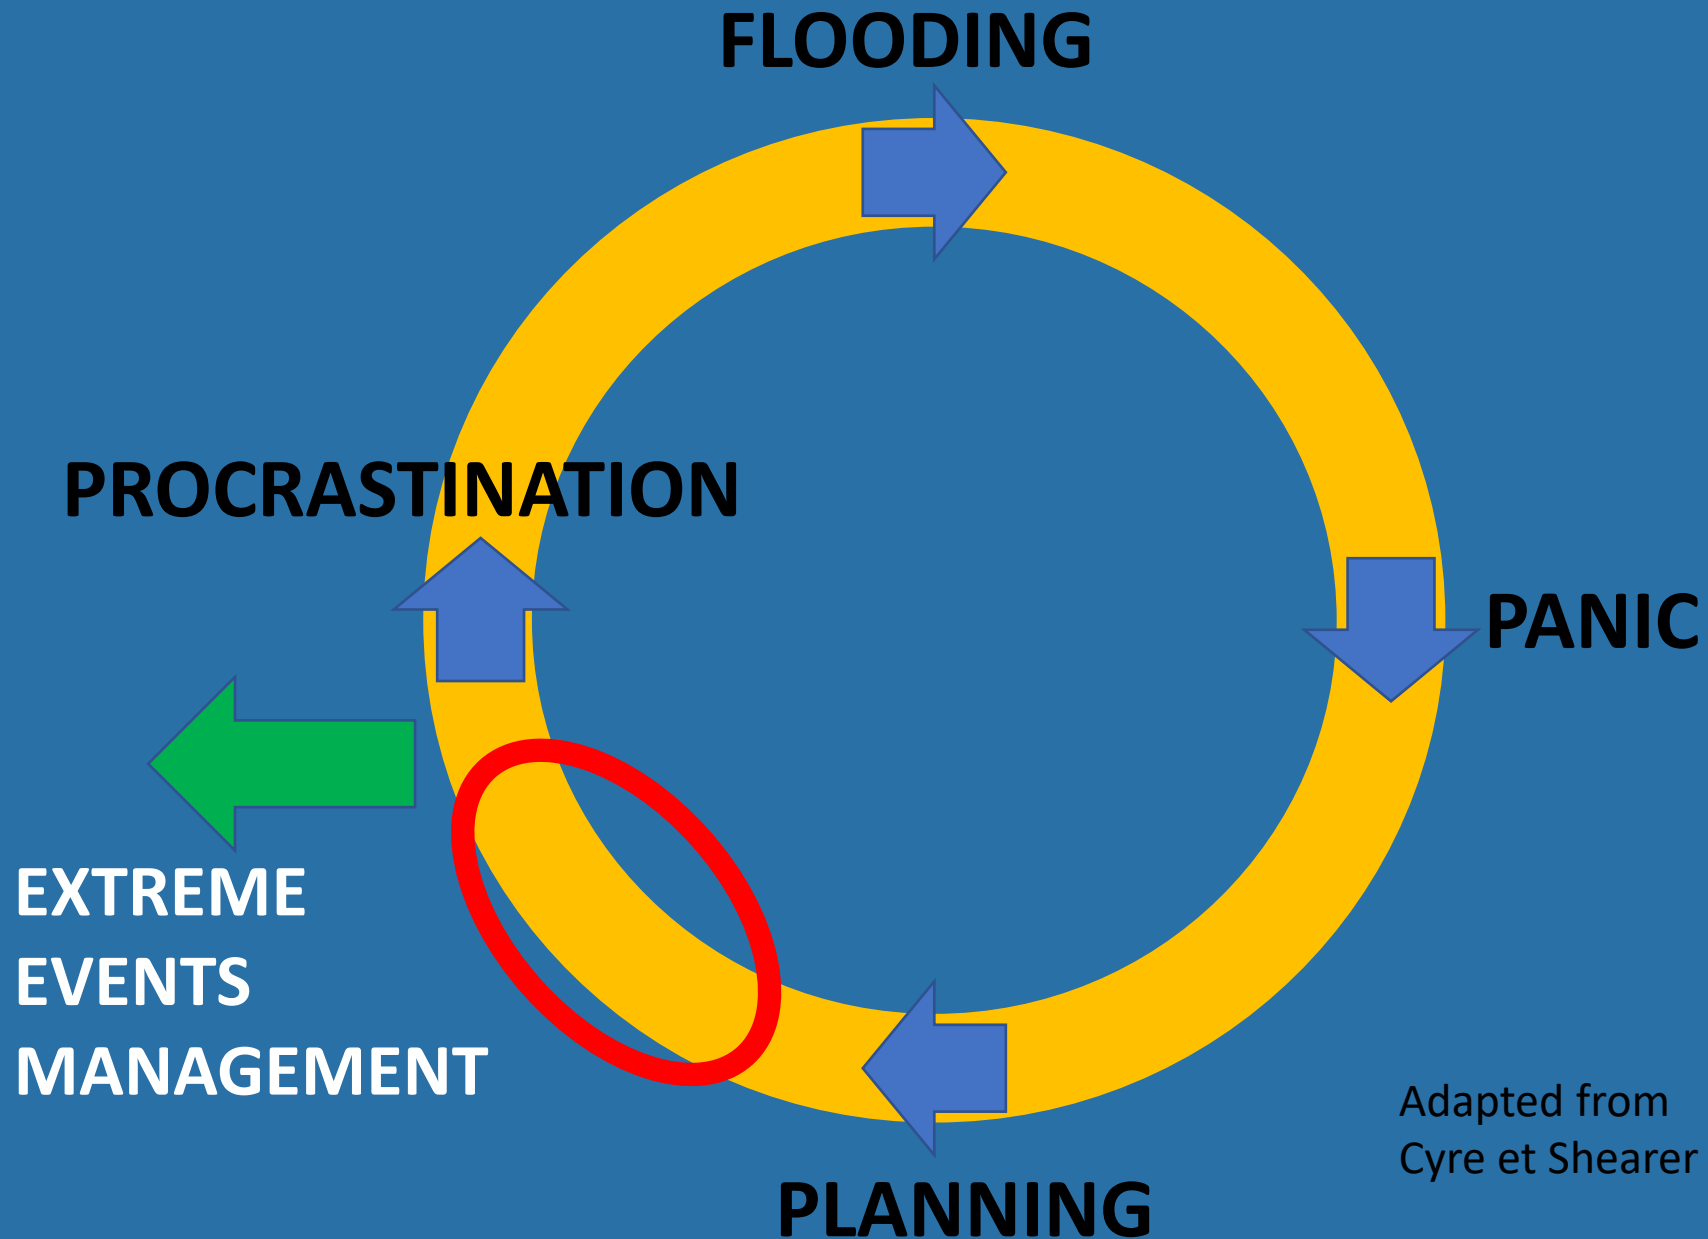 FLOODING
PROCRASTINATION
PANIC
EXTREME
EVENTS
MANAGEMENT
Adapted from
Cyre et Shearer
PLANNING